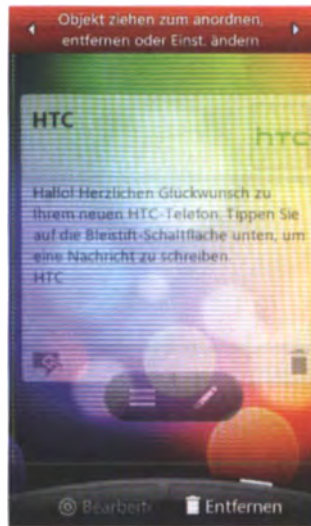 Objekt ziehen zum anordnen,
entfernen oder Einst. ändern
HTC
hTC
Hallo! Herzlichen Glückwunsch zu
Ihrem neuen HTC-Telefon. Tippen Sie
auf die Bleistift-Schaltfläche unten, um
eine Nachricht zu schreiben.
HTC
Bearbeite
Entfernen